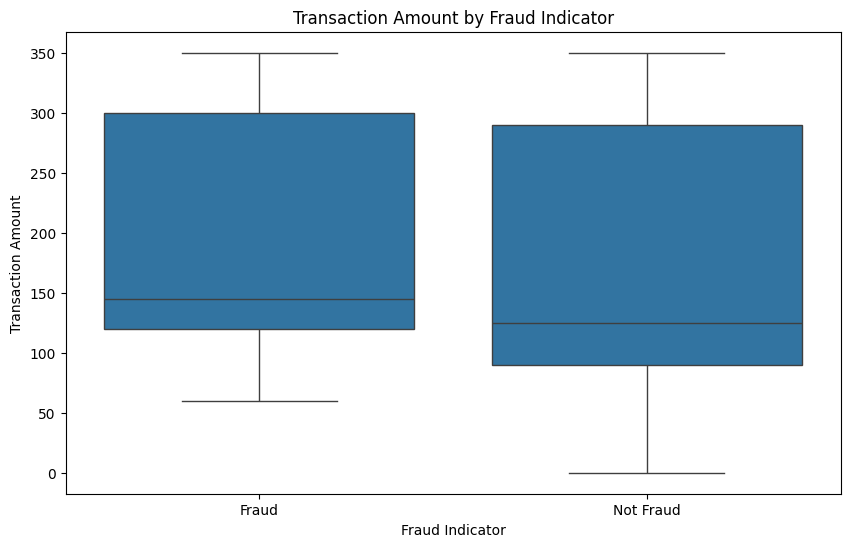 Transaction Amount by Fraud Indicator
350
300
250
200
150
100
50
0
Transaction Amount
Fraud
Not Fraud
Fraud Indicator